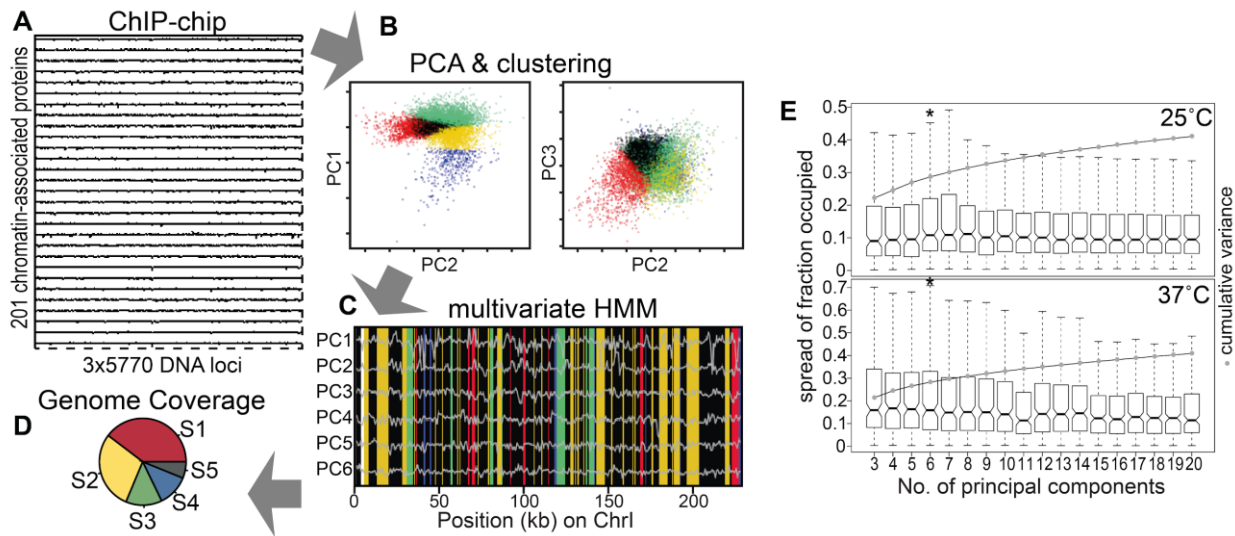 A
ChIP-chip
201 chromatin-associated proteins
3x5770 DNA loci
B
PCA & clustering
PC1
PC2
PC3
PC2
C
multivariate HMM
PC1
PC2
PC3
PC4
PC5
PC6
0 50 100 150 200
Position (kb) on ChrI
Genome Coverage
D
S1
S5
S4
S3
S2
E
25°C
*
0.5
0.4
0.3
0.2
0.1
0
37°C
*
0.7
0.6
0.5
0.4
0.3
0.2
0.1
0
spread of fraction occupied
cumulative variance
3 4 5 6 7 8 9 10 11 12 13 14 15 16 17 18 19 20
No. of principal components